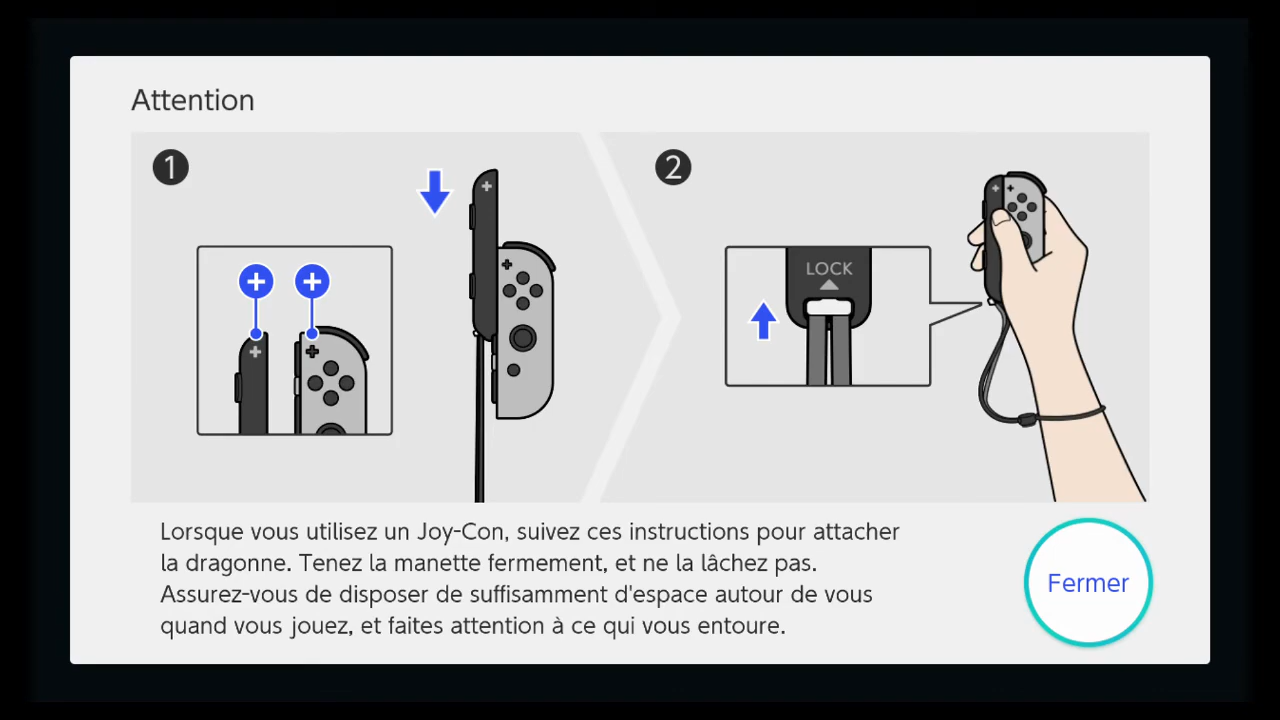 Attention
1
2
LOCK
Lorsque vous utilisez un Joy-Con, suivez ces instructions pour attacher
la dragonne. Tenez la manette fermement, et ne la lâchez pas.
Assurez-vous de disposer de suffisamment d'espace autour de vous
quand vous jouez, et faites attention à ce qui vous entoure.
Fermer